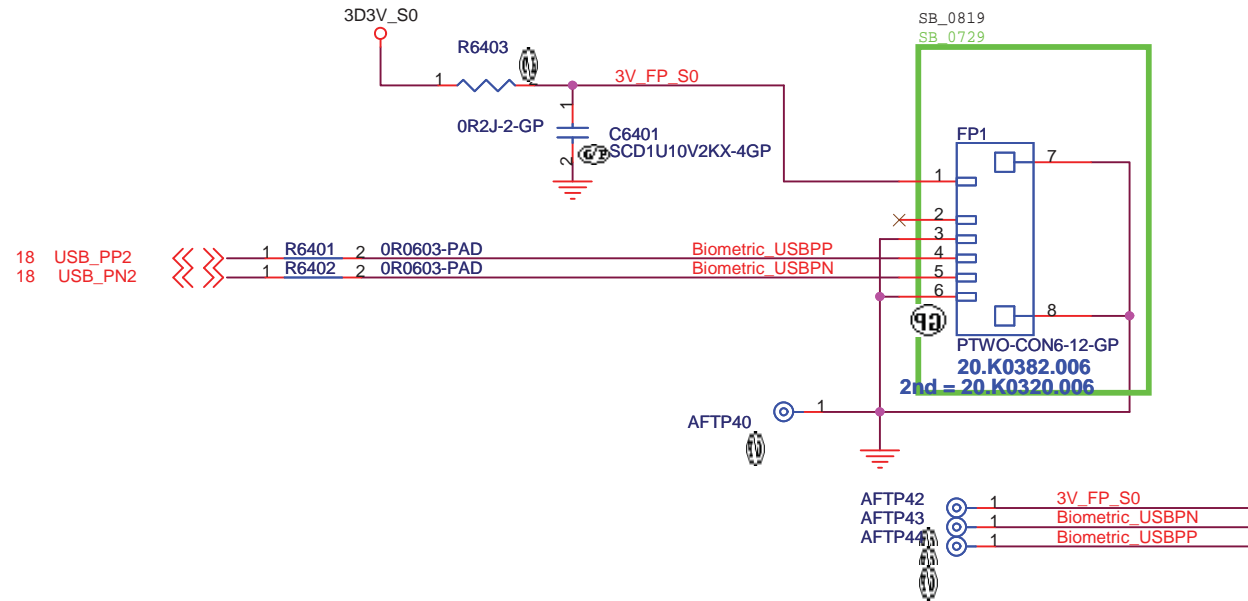 3D3V_S0
SB_0819
SB_0729
R6403
1
2
3V_FP_S0
0R2J-2-GP
1
C6401
SCD1U10V2KX-4GP
2
G/P
FP1
7
1
2
3
4
5
6
8
18 USB_PP2
1 R6401 2 0R0603-PAD
Biometric_USBPP
18 USB_PN2
1 R6402 2 0R0603-PAD
Biometric_USBPN
PTWO-CON6-12-GP
20.K0382.006
2nd = 20.K0320.006
AFTP40
1
AFTP42 1 3V_FP_S0
AFTP43 1 Biometric_USBPN
AFTP44 1 Biometric_USBPP